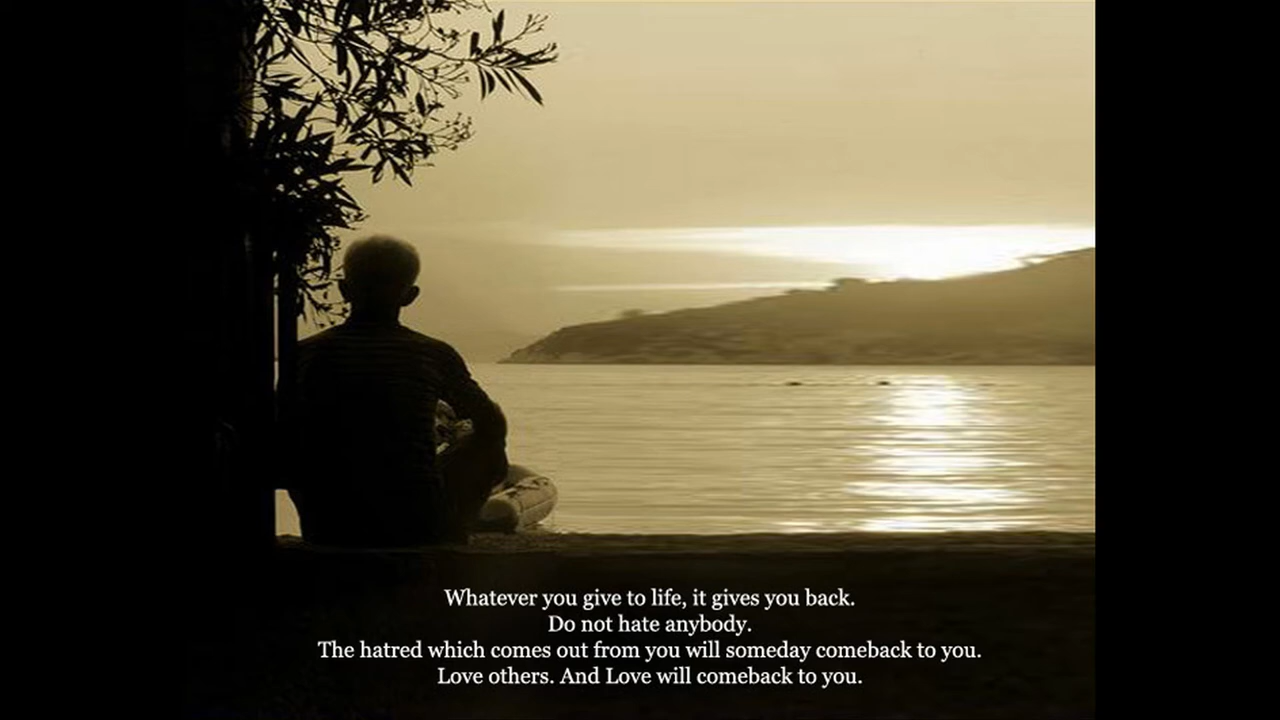 Whatever you give to life, it gives you back.
Do not hate anybody.
The hatred which comes out from you will someday comeback to you.
Love others. And Love will comeback to you.